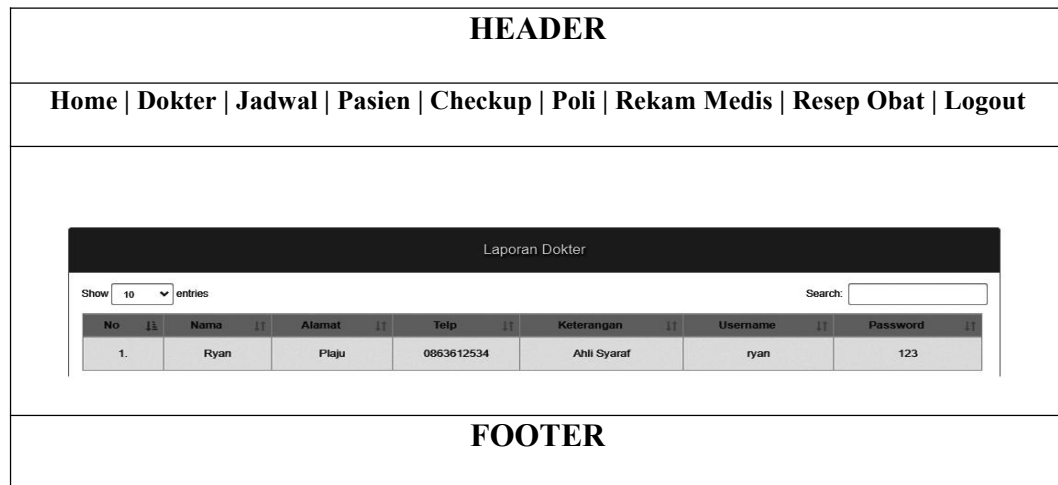 HEADER
Home | Dokter | Jadwal | Pasien | Checkup | Poli | Rekam Medis | Resep Obat | Logout
Laporan Dokter
Show 10 entries Search:
No Nama Alamat Telp Keterangan Username Password
1. Ryan Plaju 0863612534 Ahli Syaraf ryan 123
FOOTER